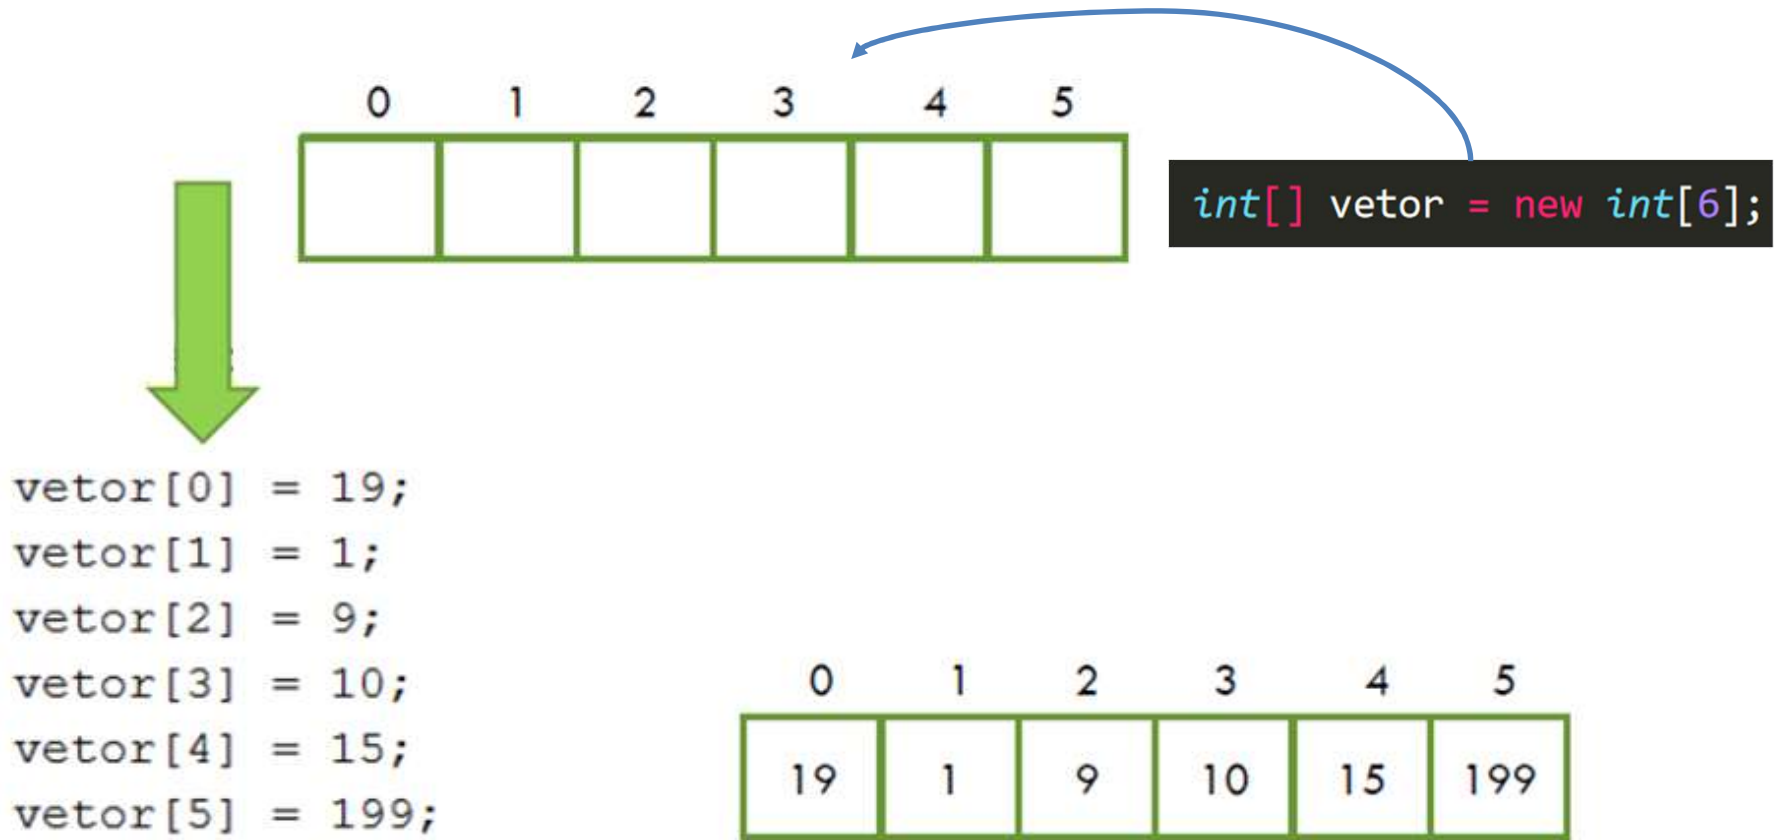 0 1 2 3 4 5
int[] vetor = new int[6];
vetor[0] = 19;
vetor[1] = 1;
vetor[2] = 9;
vetor[3] = 10;
vetor[4] = 15;
vetor[5] = 199;
0 1 2 3 4 5
19 1 9 10 15 199